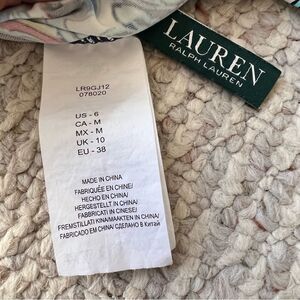 LAUREN
RALPH LAUREN
LR9GJ12
078020
US - 6
CA - M
MX - M
UK - 10
EU - 38
MADE IN CHINA
FABRIQUÉE EN CHINE/
HECHO EN CHINA/
HERGESTELLT IN CHINA/
FABBRICATI IN CINESE/
FREMSTILLET KINA/MAAKTEN IN CHINA/
FABRICADO EM CHINA/СДЕЛАНО В Китай